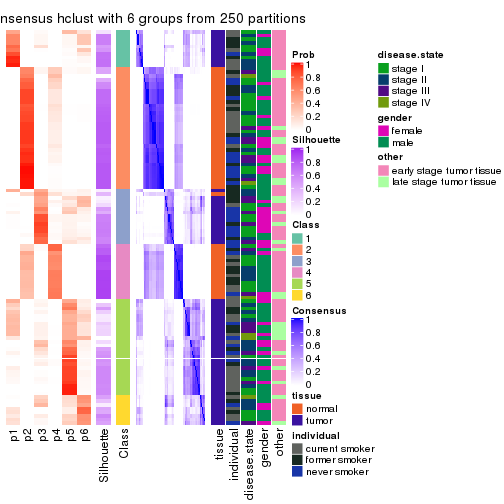 nsensus hclust with 6 groups from 250 partitions
Prob
1
0.8
0.6
0.4
0.2
0
Silhouette
1
0.8
0.6
0.4
0.2
0
Class
1
2
3
4
5
6
Consensus
1
0.8
0.6
0.4
0.2
0
tissue
normal
tumor
individual
current smoker
former smoker
never smoker
disease.state
stage I
stage II
stage III
stage IV
gender
female
male
other
early stage tumor tissue
late stage tumor tissue
p1
p2
p3
p4
p5
p6
Silhouette
Class
tissue
individual
disease.state
gender
other